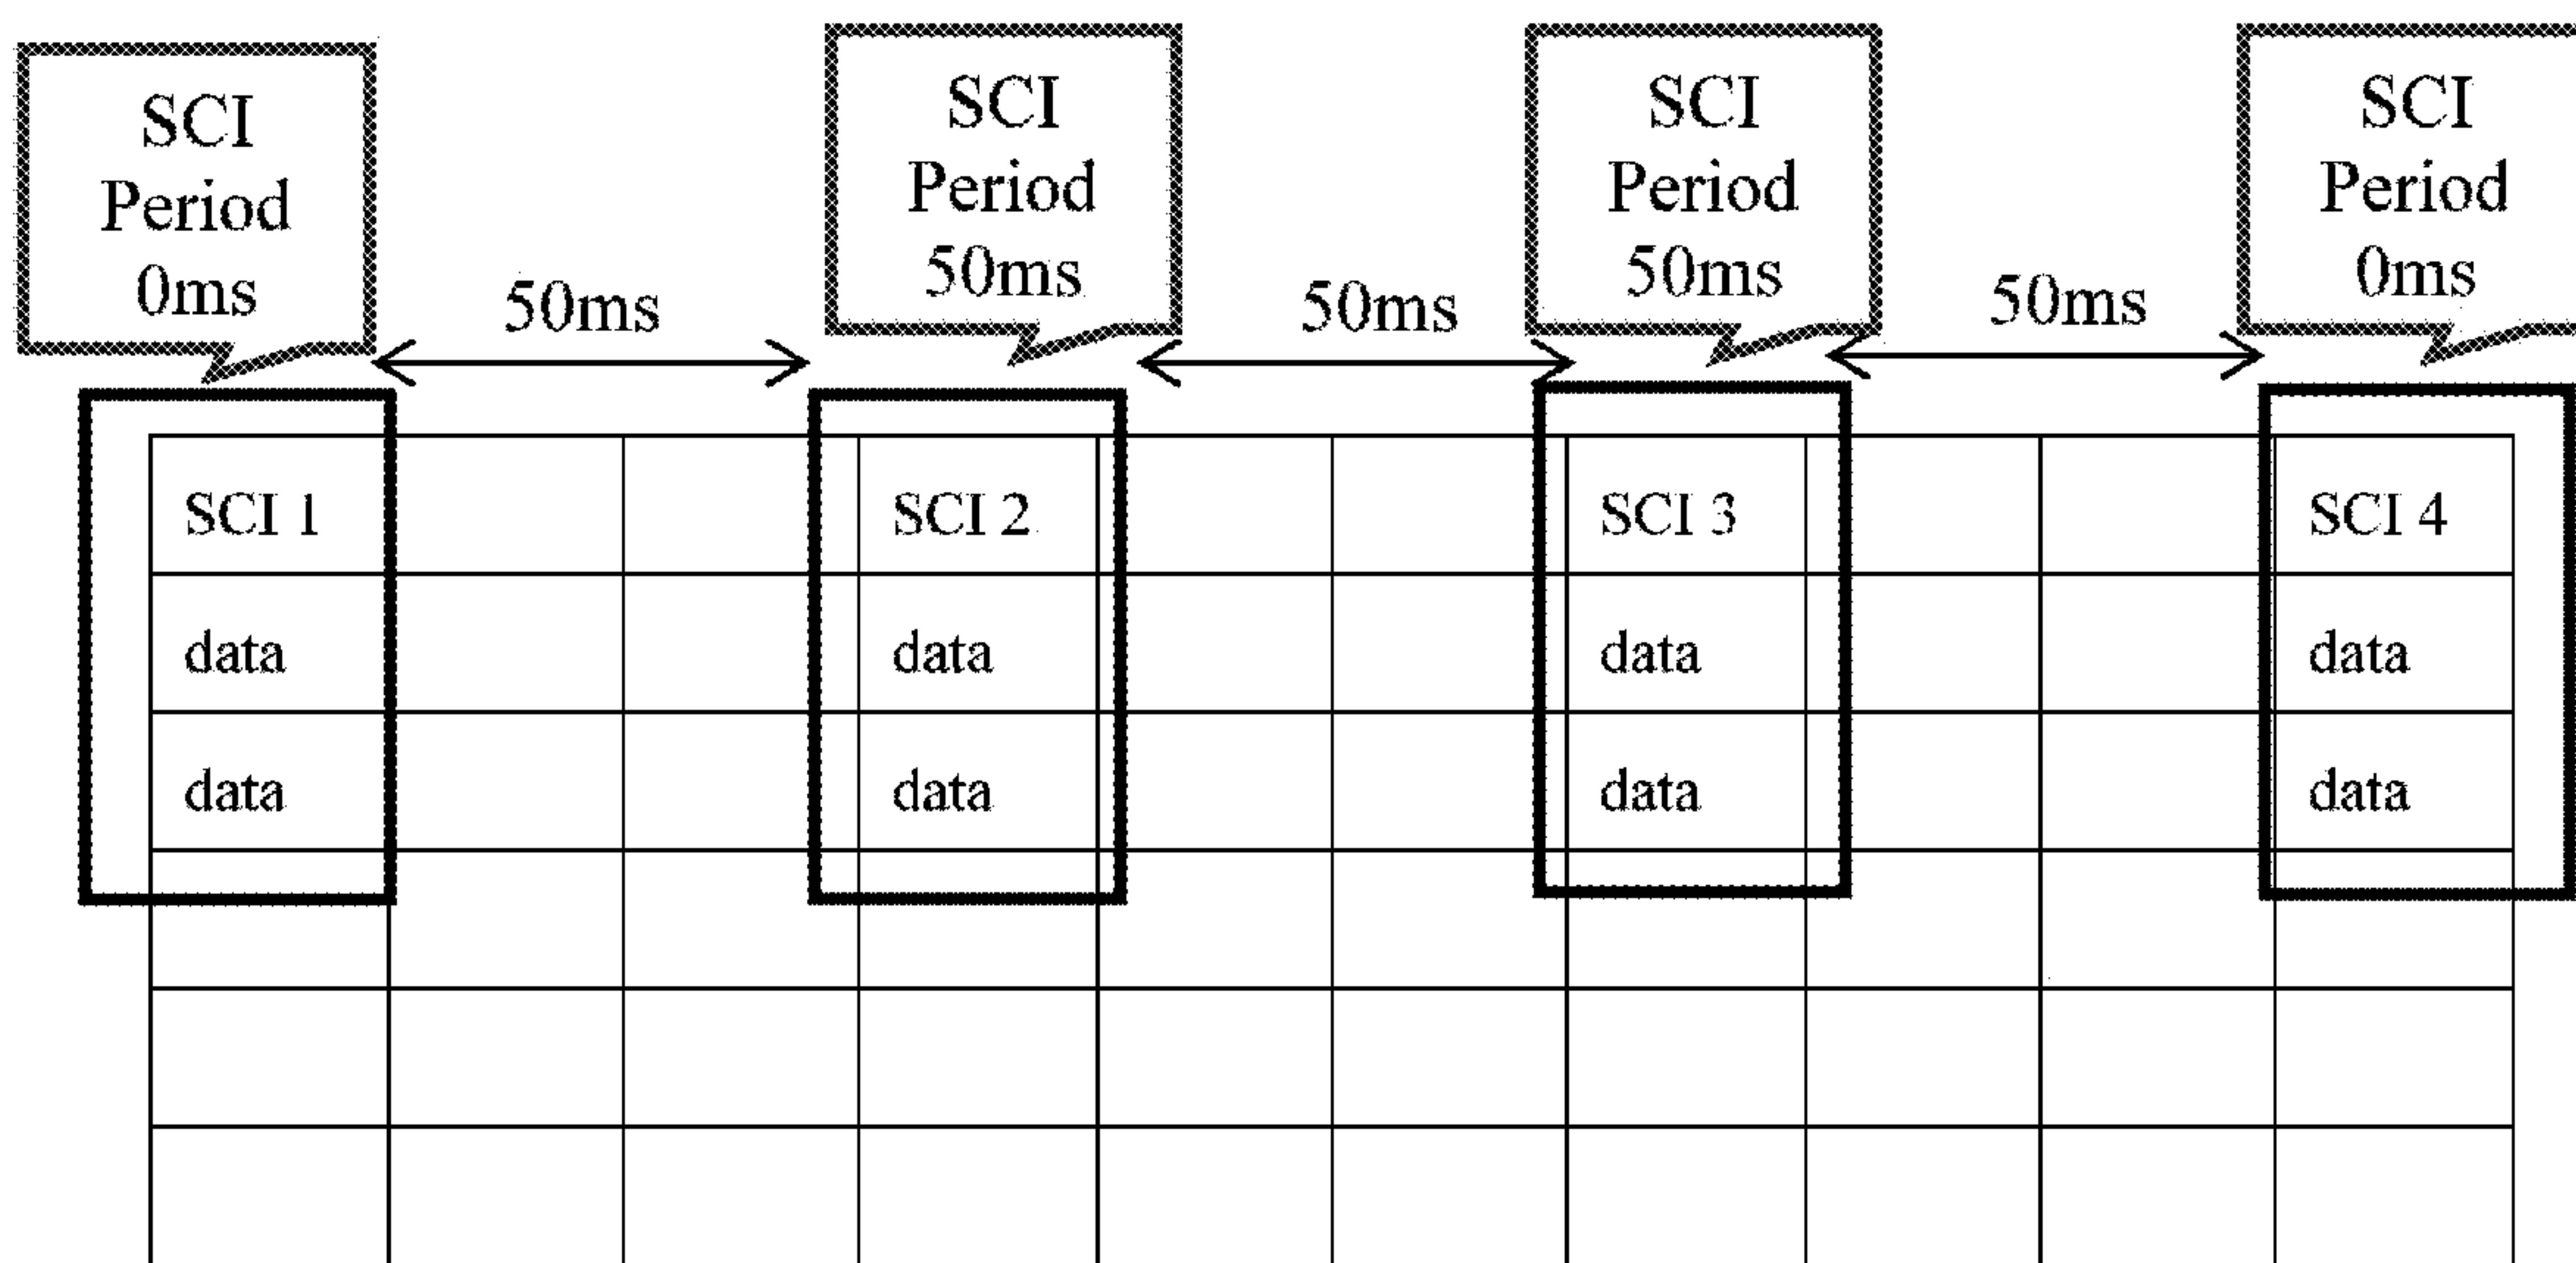 SCI
Period
0ms
50ms
SCI
Period
50ms
50ms
SCI
Period
50ms
50ms
SCI
Period
0ms
SCI 1
SCI 2
SCI 3
SCI 4
data
data
data
data
data
data
data
data